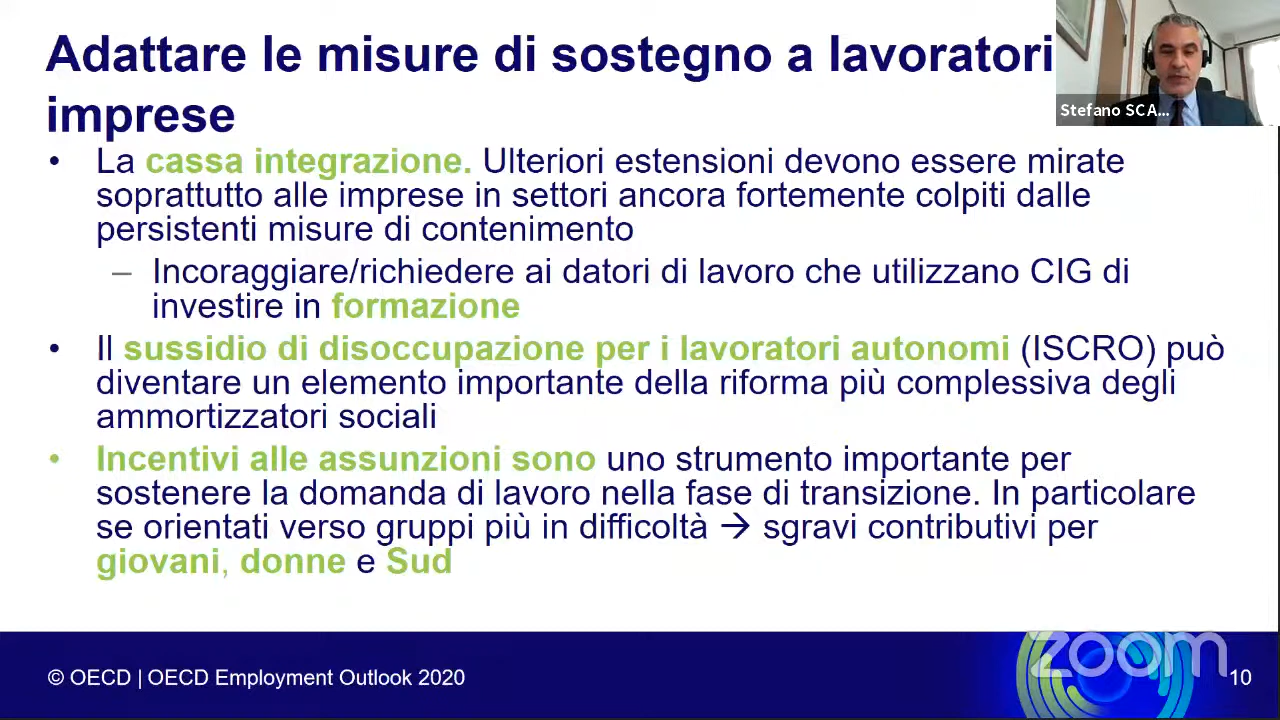 Adattare le misure di sostegno a lavoratori
imprese
Stefano SCA...
• La cassa integrazione. Ulteriori estensioni devono essere mirate
soprattutto alle imprese in settori ancora fortemente colpiti dalle
persistenti misure di contenimento
– Incoraggiare/richiedere ai datori di lavoro che utilizzano CIG di
investire in formazione
• Il sussidio di disoccupazione per i lavoratori autonomi (ISCRO) può
diventare un elemento importante della riforma più complessiva degli
ammortizzatori sociali
• Incentivi alle assunzioni sono uno strumento importante per
sostenere la domanda di lavoro nella fase di transizione. In particolare
se orientati verso gruppi più in difficoltà → sgravi contributivi per
giovani, donne e Sud
© OECD | OECD Employment Outlook 2020
zoom
10